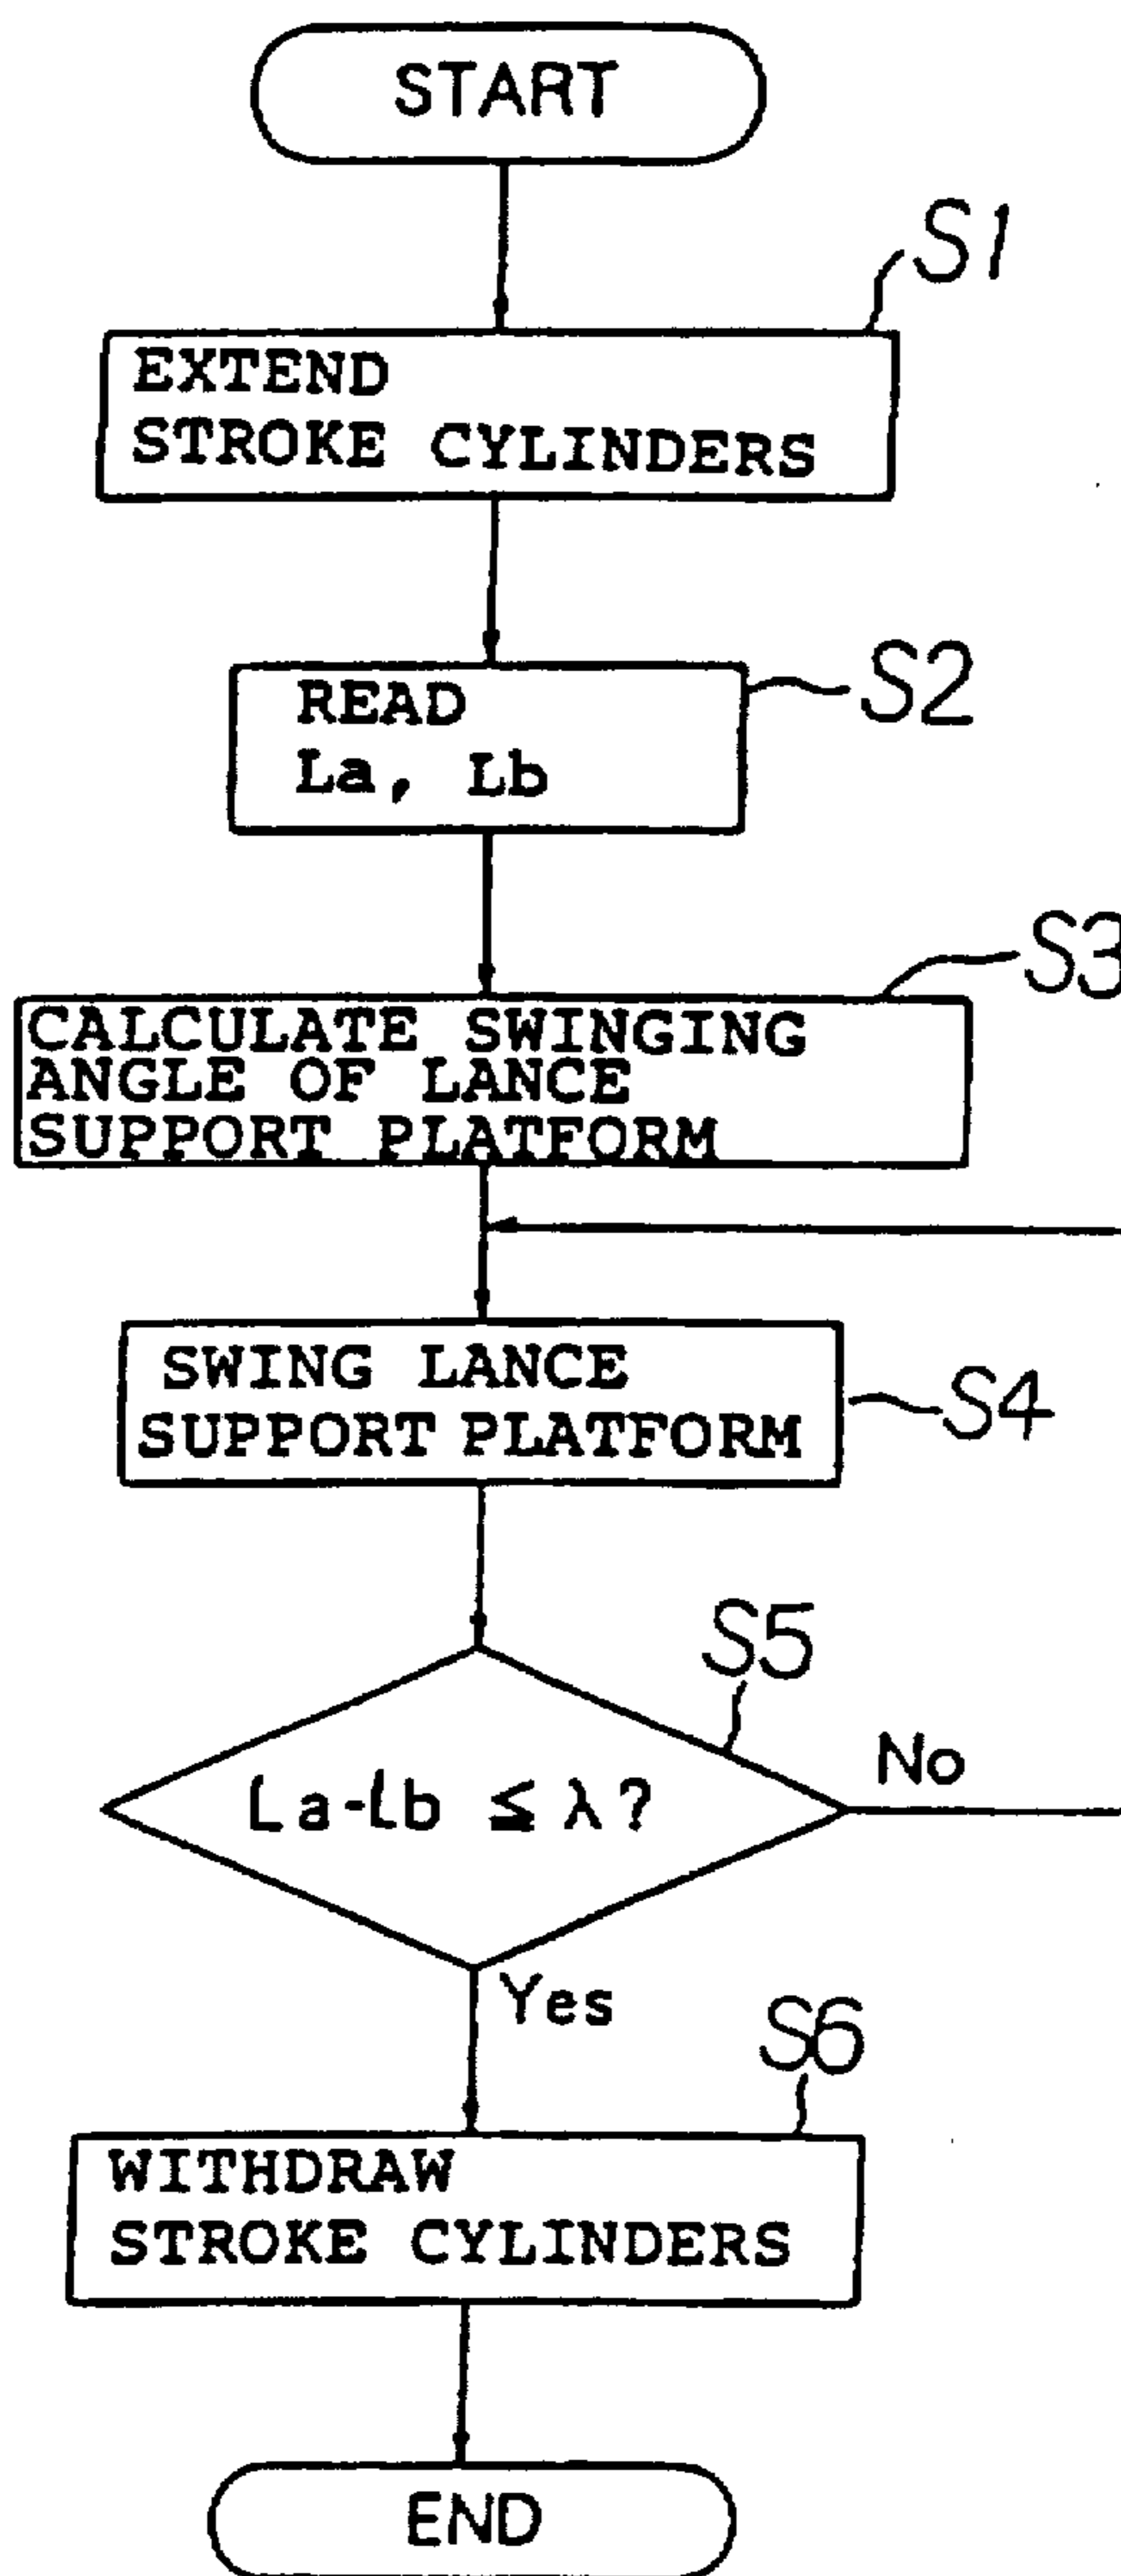 START
S1
EXTEND
STROKE CYLINDERS
S2
READ
La, Lb
S3
CALCULATE SWINGING
ANGLE OF LANCE
SUPPORT PLATFORM
SWING LANCE
SUPPORT PLATFORM
S4
S5
La-Lb ≦ λ?
No
Yes
S6
WITHDRAW
STROKE CYLINDERS
END